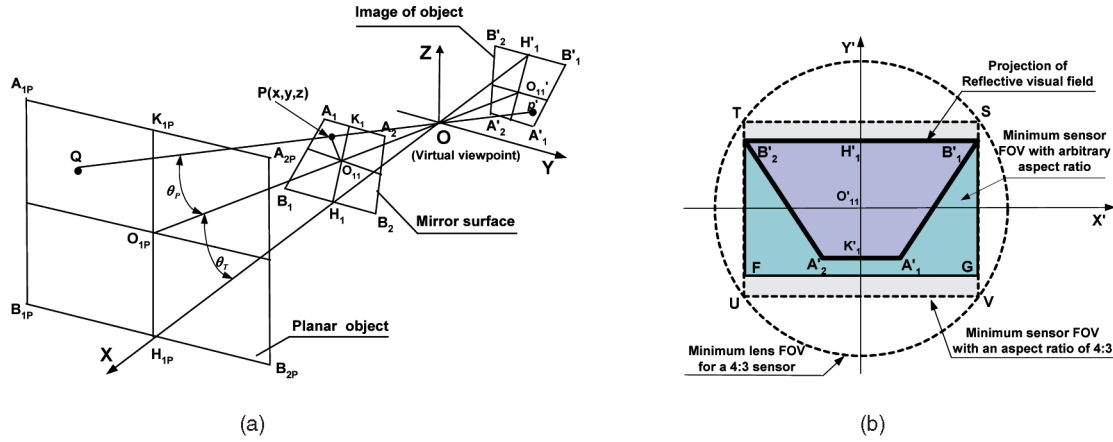 Image of object
B'₂
H'₁
B'₁
Z
O₁₁'
p'
A'₂
A'₁
A₁ₚ
P(x,y,z)
A₁
K₁
A₂
O
(Virtual viewpoint)
Y
K₁ₚ
Q
A₂ₚ
θₚ
O₁₁
B₁
H₁
B₂
Mirror surface
O₁ₚ
θ_T
B₁ₚ
Planar object
X
H₁ₚ
B₂ₚ
(a)
Y'
Projection of
Reflective visual field
T
S
Minimum sensor
FOV with arbitrary
aspect ratio
B'₂
H'₁
B'₁
O'₁₁
X'
K'₁
A'₂
A'₁
F
G
U
V
Minimum sensor FOV
with an aspect ratio of 4:3
Minimum lens FOV
for a 4:3 sensor
(b)